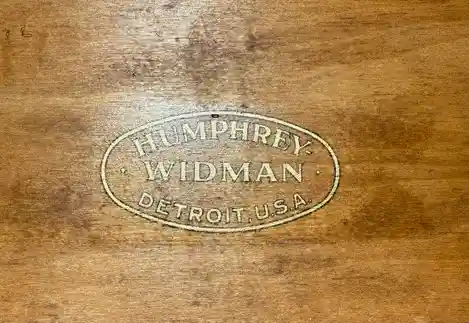 HUMPHREY-
WIDMAN
DETROIT, U.S.A.